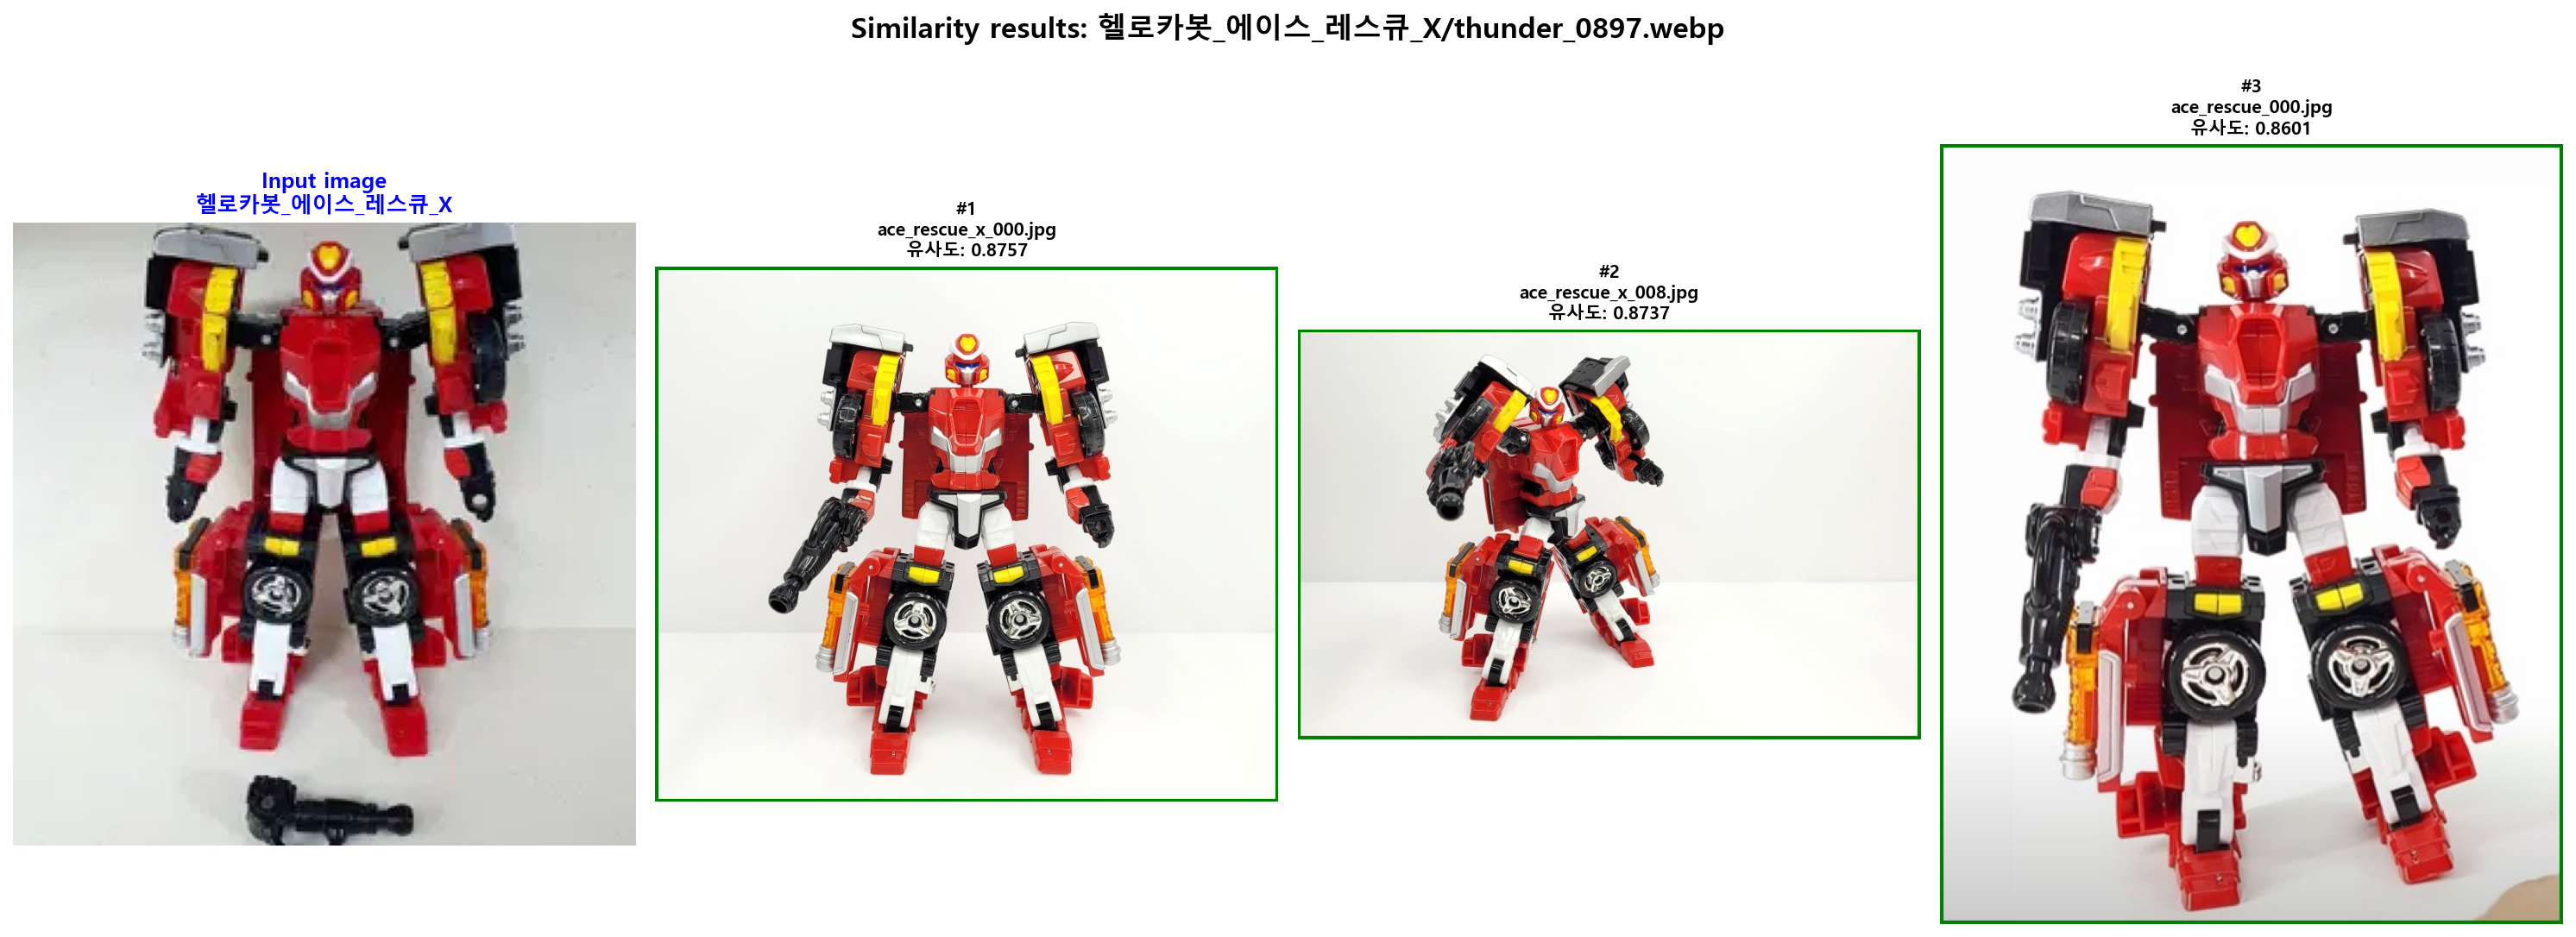 Similarity results: 헬로카봇_에이스_레스큐_X/thunder_0897.webp
Input image
헬로카봇_에이스_레스큐_X
#1
ace_rescue_x_000.jpg
유사도: 0.8757
#2
ace_rescue_x_008.jpg
유사도: 0.8737
#3
ace_rescue_000.jpg
유사도: 0.8601